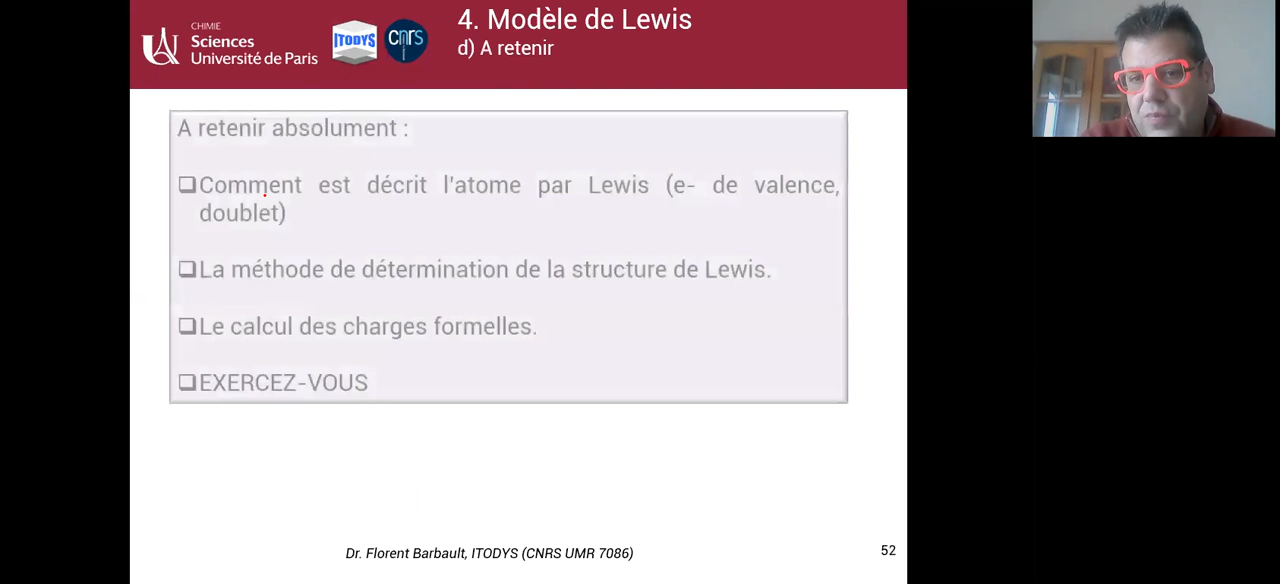 CHIMIE
Sciences
Université de Paris
ITODYS
cnrs
4. Modèle de Lewis
d) A retenir
A retenir absolument :
❑Comment est décrit l'atome par Lewis (e- de valence,
doublet)
❑La méthode de détermination de la structure de Lewis.
❑Le calcul des charges formelles.
❑EXERCEZ-VOUS
Dr. Florent Barbault, ITODYS (CNRS UMR 7086)
52